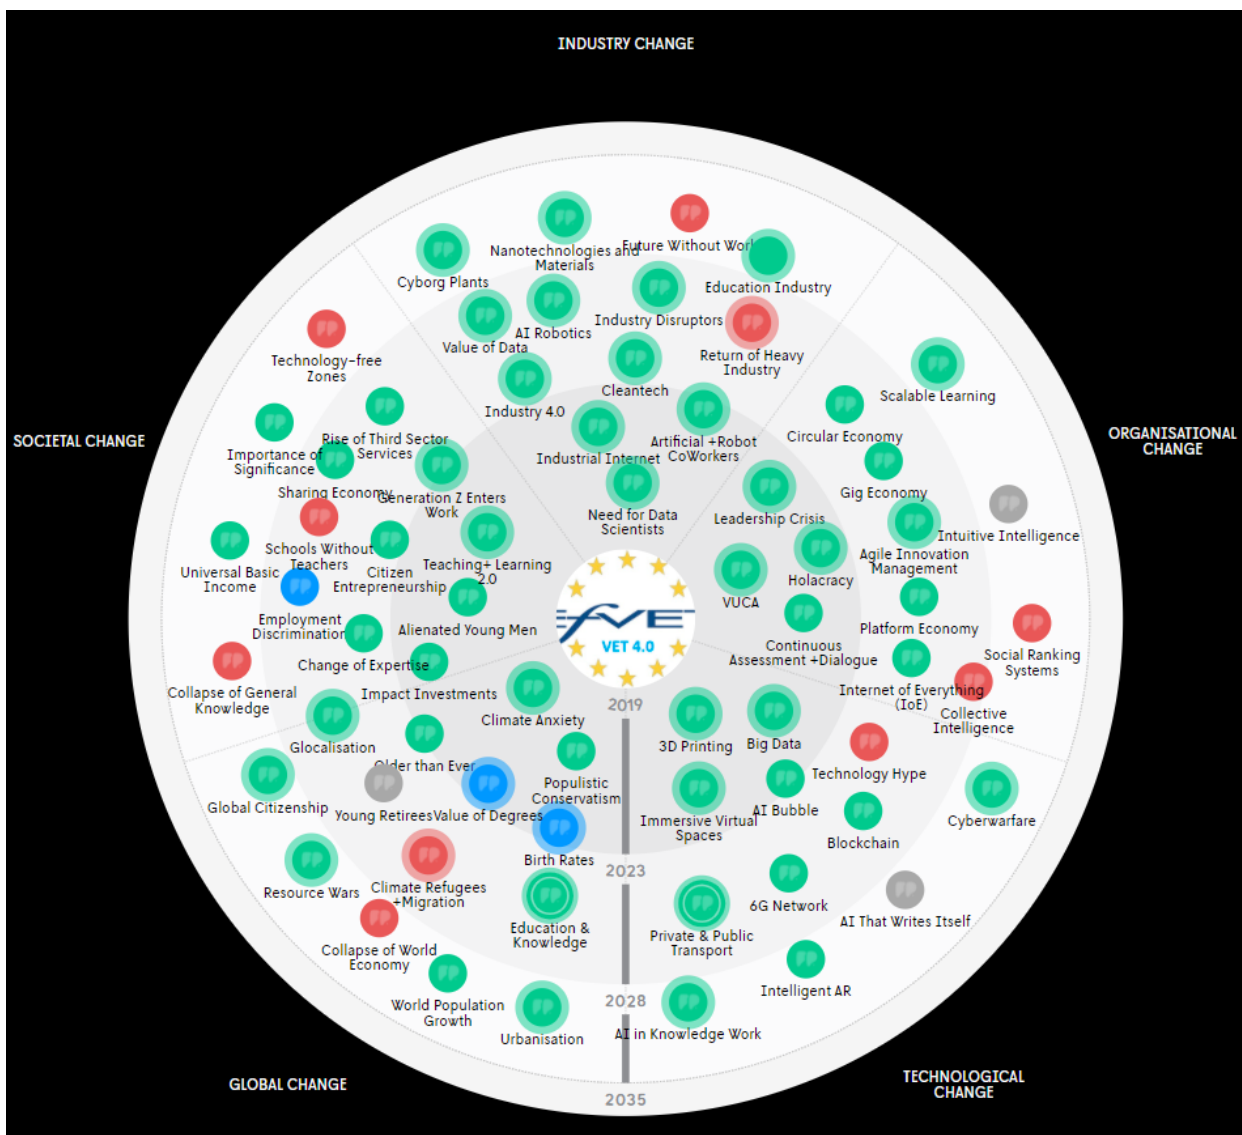 INDUSTRY CHANGE
Nanotechnologies and
Materials
Future Without Work
Cyborg Plants
Education Industry
AI Robotics
Industry Disruptors
Value of Data
Return of Heavy
Industry
Technology-free
Zones
Cleantech
Industry 4.0
Scalable Learning
SOCIETAL CHANGE
ORGANISATIONAL
CHANGE
Rise of Third Sector
Services
Importance of
Significance
Industrial Internet
Artificial +Robot
CoWorkers
Circular Economy
Sharing Economy
Generation Z Enters
Work
Gig Economy
Need for Data
Scientists
Leadership Crisis
Intuitive Intelligence
Schools Without
Teachers
Citizen
Entrepreneurship
Teaching+ Learning
2.0
Agile Innovation
Management
Universal Basic
Income
Holacracy
VUCA
Employment
Discrimination
Alienated Young Men
fVE
VET 4.0
Platform Economy
Continuous
Assessment +Dialogue
Social Ranking
Systems
Change of Expertise
Collapse of General
Knowledge
Impact Investments
Internet of Everything
(IoE)
Collective
Intelligence
2019
Climate Anxiety
Glocalisation
3D Printing
Big Data
Older than Ever
Technology Hype
Populistic
Conservatism
Global Citizenship
Young Retirees
Value of Degrees
Immersive Virtual
Spaces
AI Bubble
Cyberwarfare
Blockchain
Birth Rates
2023
Resource Wars
Climate Refugees
+Migration
6G Network
AI That Writes Itself
Education &
Knowledge
Private & Public
Transport
Collapse of World
Economy
Intelligent AR
World Population
Growth
2028
Urbanisation
AI in Knowledge Work
GLOBAL CHANGE
TECHNOLOGICAL
CHANGE
2035